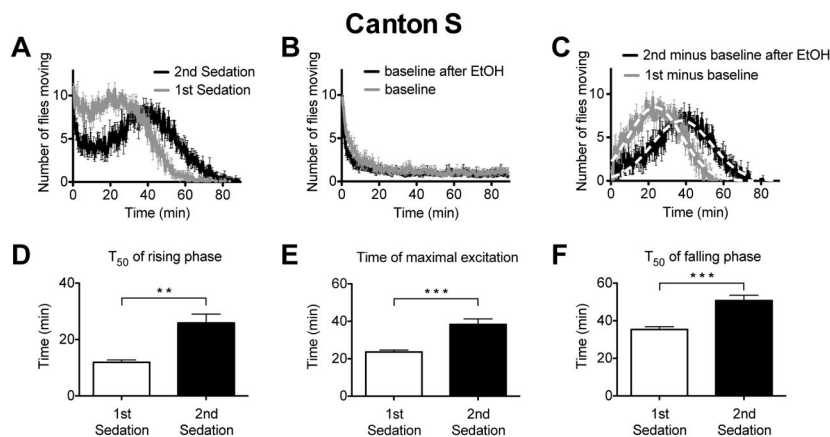 Canton S
A
Number of flies moving
10
5
0
0 20 40 60 80
Time (min)
2nd Sedation
1st Sedation
B
Number of flies moving
10
5
0
0 20 40 60 80
Time (min)
baseline after EtOH
baseline
C
Number of flies moving
10
5
0
0 20 40 60 80
Time (min)
2nd minus baseline after EtOH
1st minus baseline
D
T50 of rising phase
Time (min)
40
20
0
**
1st
Sedation
2nd
Sedation
E
Time of maximal excitation
Time (min)
60
40
20
0
***
1st
Sedation
2nd
Sedation
F
T50 of falling phase
Time (min)
60
40
20
0
***
1st
Sedation
2nd
Sedation